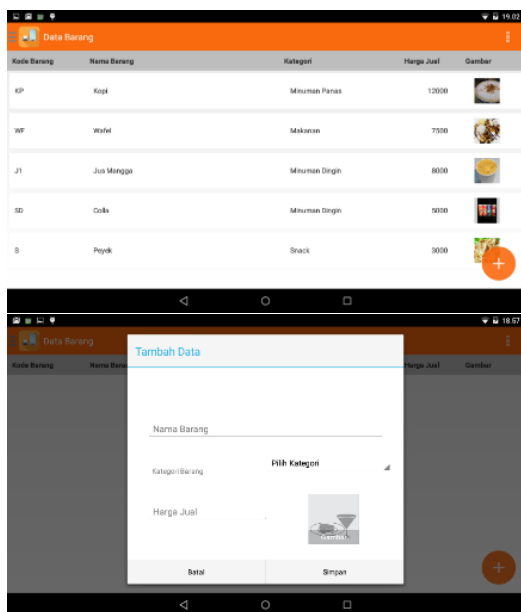 19.02
Data Barang
Kode Barang Nama Barang Kategori Harga Jual Gambar
KP Kopi Minuman Panas 12000
WF Wafel Makanan 7500
J1 Jus Mangga Minuman Dingin 8000
SD Colla Minuman Dingin 5000
S Peyek Snack 3000
18.57
Data Barang
Kode Barang Nama Harga Jual Gambar
Tambah Data
Nama Barang
Kategori Barang Pilih Kategori
Harga Jual
Gambar
Batal Simpan